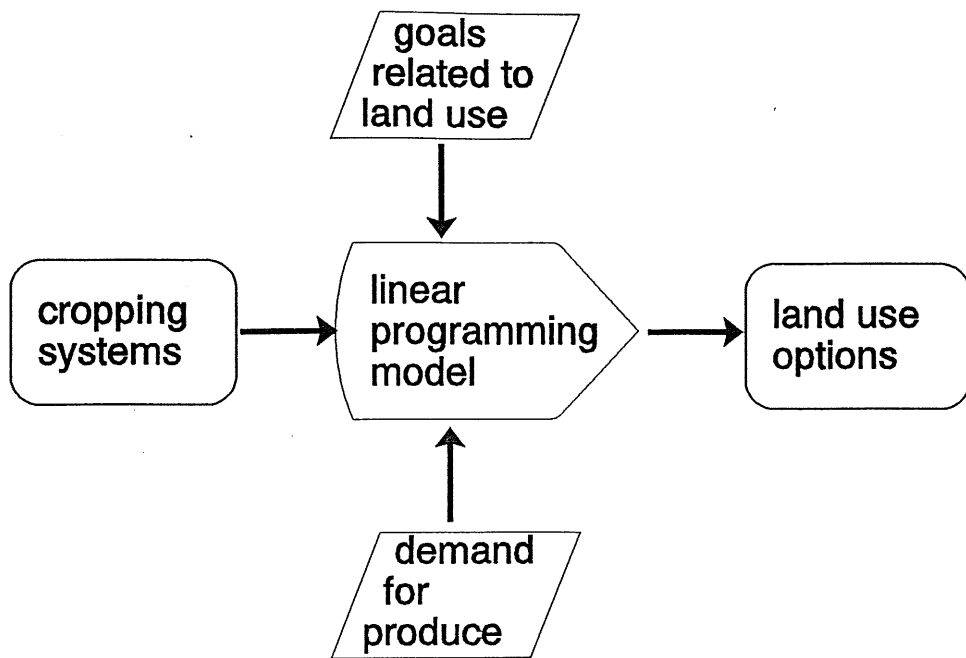 goals
related to
land use
cropping
systems
linear
programming
model
land use
options
demand
for
produce